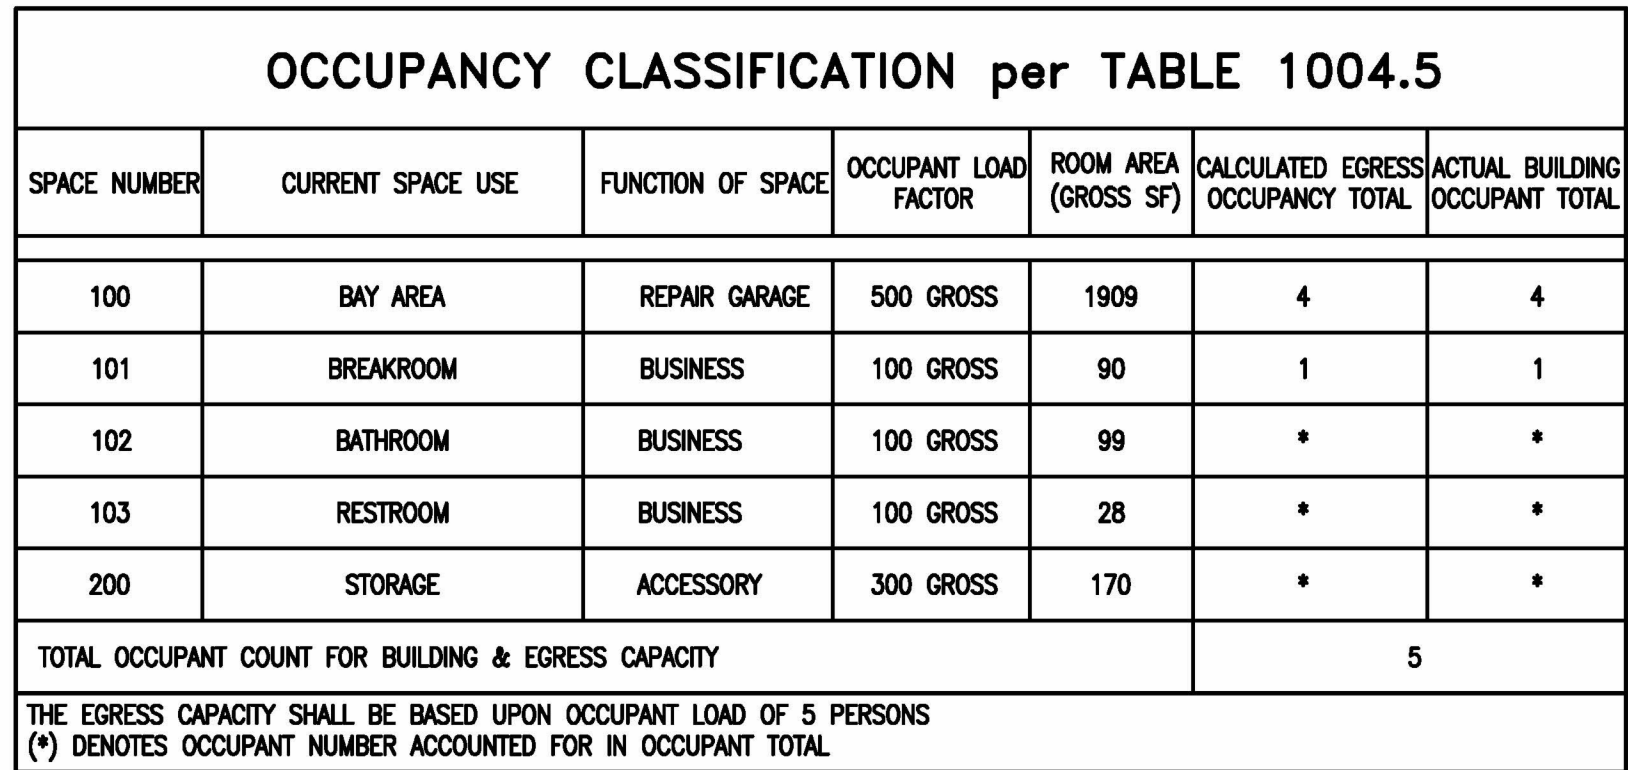 OCCUPANCY CLASSIFICATION per TABLE 1004.5
SPACE NUMBER CURRENT SPACE USE FUNCTION OF SPACE OCCUPANT LOAD FACTOR ROOM AREA (GROSS SF) CALCULATED EGRESS OCCUPANCY TOTAL ACTUAL BUILDING OCCUPANT TOTAL
100 BAY AREA REPAIR GARAGE 500 GROSS 1909 4 4
101 BREAKROOM BUSINESS 100 GROSS 90 1 1
102 BATHROOM BUSINESS 100 GROSS 99 * *
103 RESTROOM BUSINESS 100 GROSS 28 * *
200 STORAGE ACCESSORY 300 GROSS 170 * *
TOTAL OCCUPANT COUNT FOR BUILDING & EGRESS CAPACITY 5
THE EGRESS CAPACITY SHALL BE BASED UPON OCCUPANT LOAD OF 5 PERSONS
(*) DENOTES OCCUPANT NUMBER ACCOUNTED FOR IN OCCUPANT TOTAL